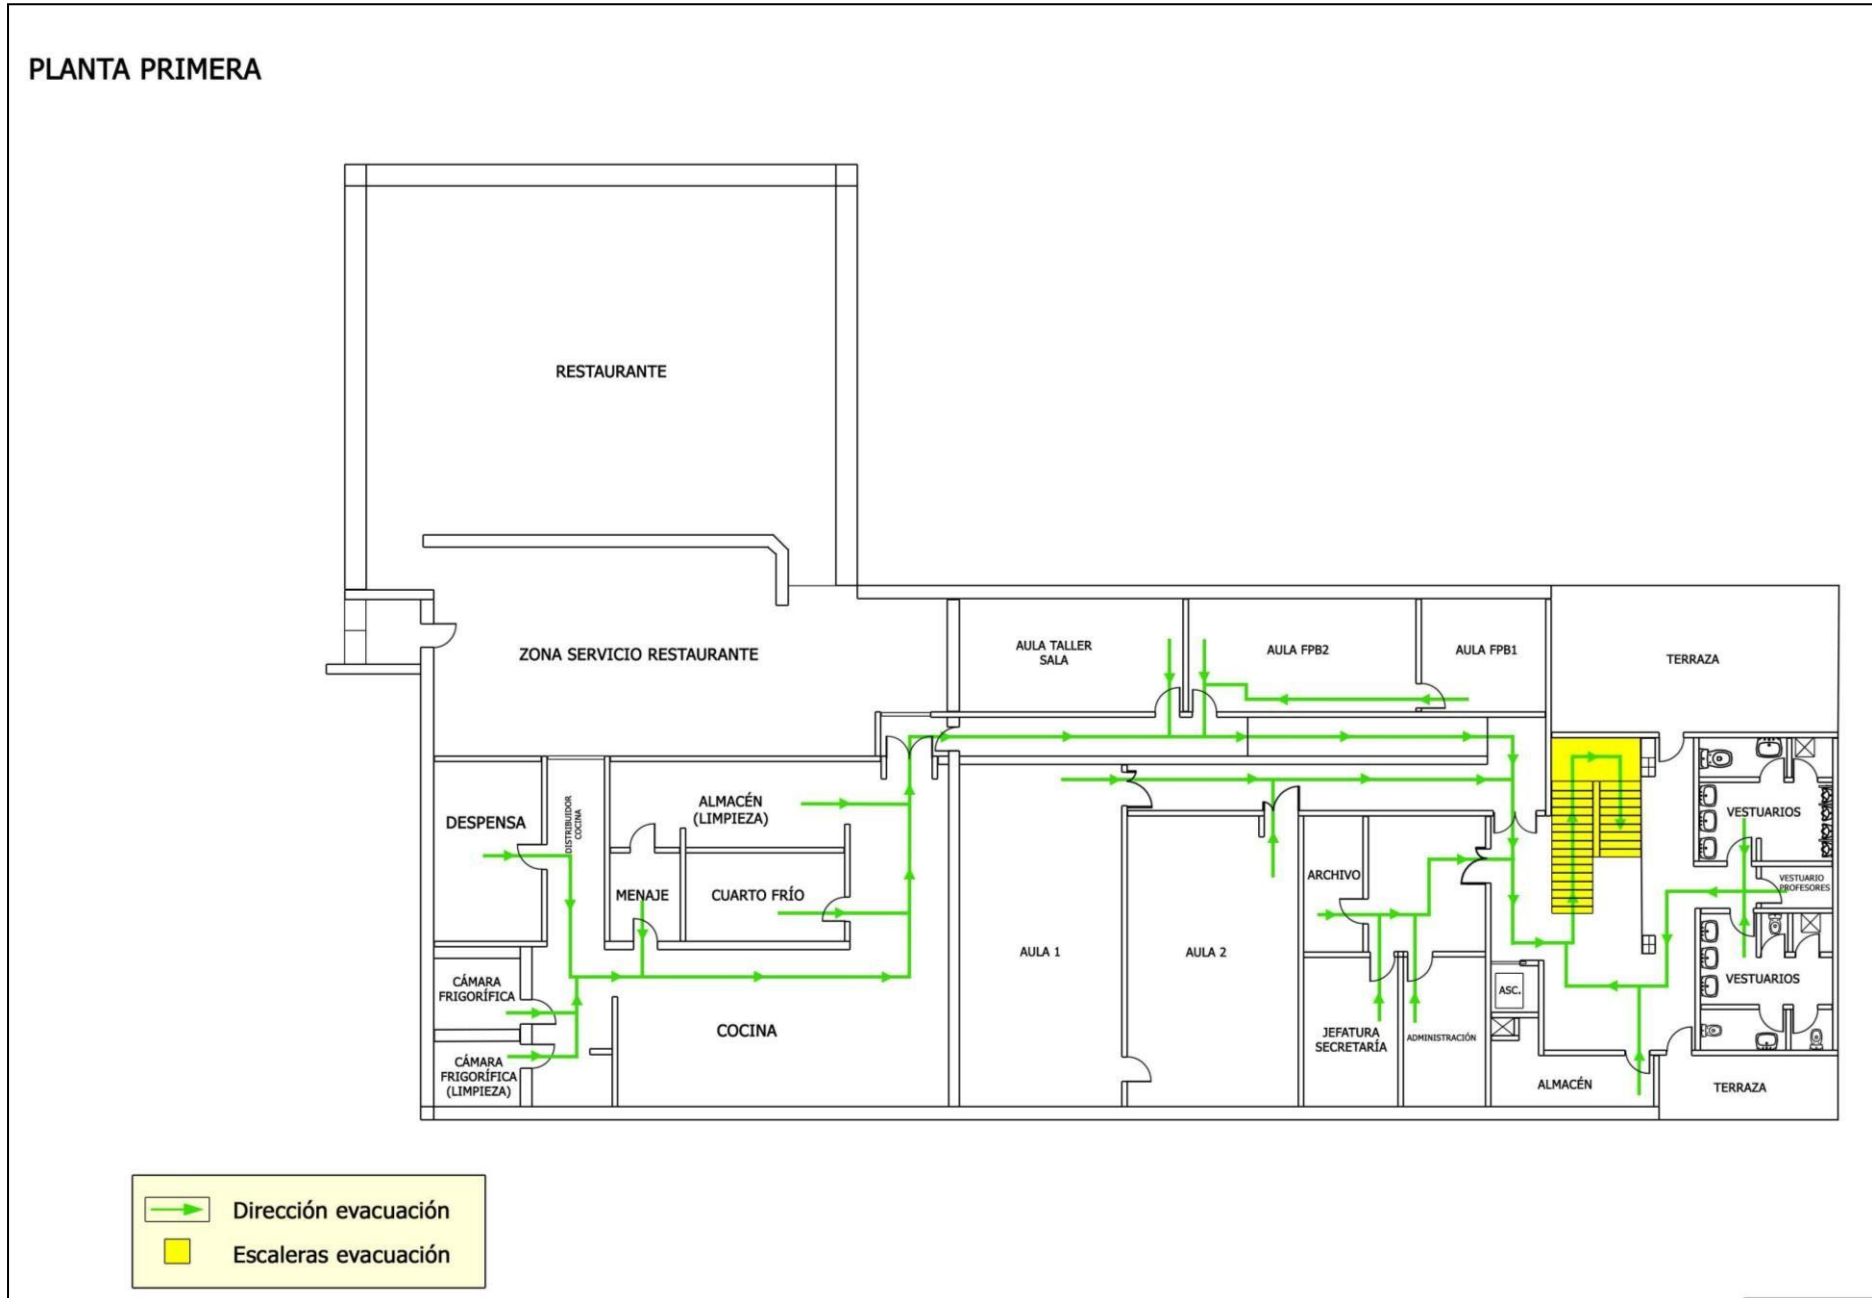 PLANTA PRIMERA
RESTAURANTE
ZONA SERVICIO RESTAURANTE
AULA TALLER
SALA
AULA FPB2
AULA FPB1
TERRAZA
DESPENSA
DISTRIBUIDOR
COCINA
ALMACÉN
(LIMPIEZA)
MENAJE
CUARTO FRÍO
CÁMARA
FRIGORÍFICA
CÁMARA
FRIGORÍFICA
(LIMPIEZA)
COCINA
AULA 1
AULA 2
ARCHIVO
JEFATURA
SECRETARÍA
ADMINISTRACIÓN
ASC.
ALMACÉN
VESTUARIOS
VESTUARIO
PROFESORES
VESTUARIOS
TERRAZA
Dirección evacuación
Escaleras evacuación